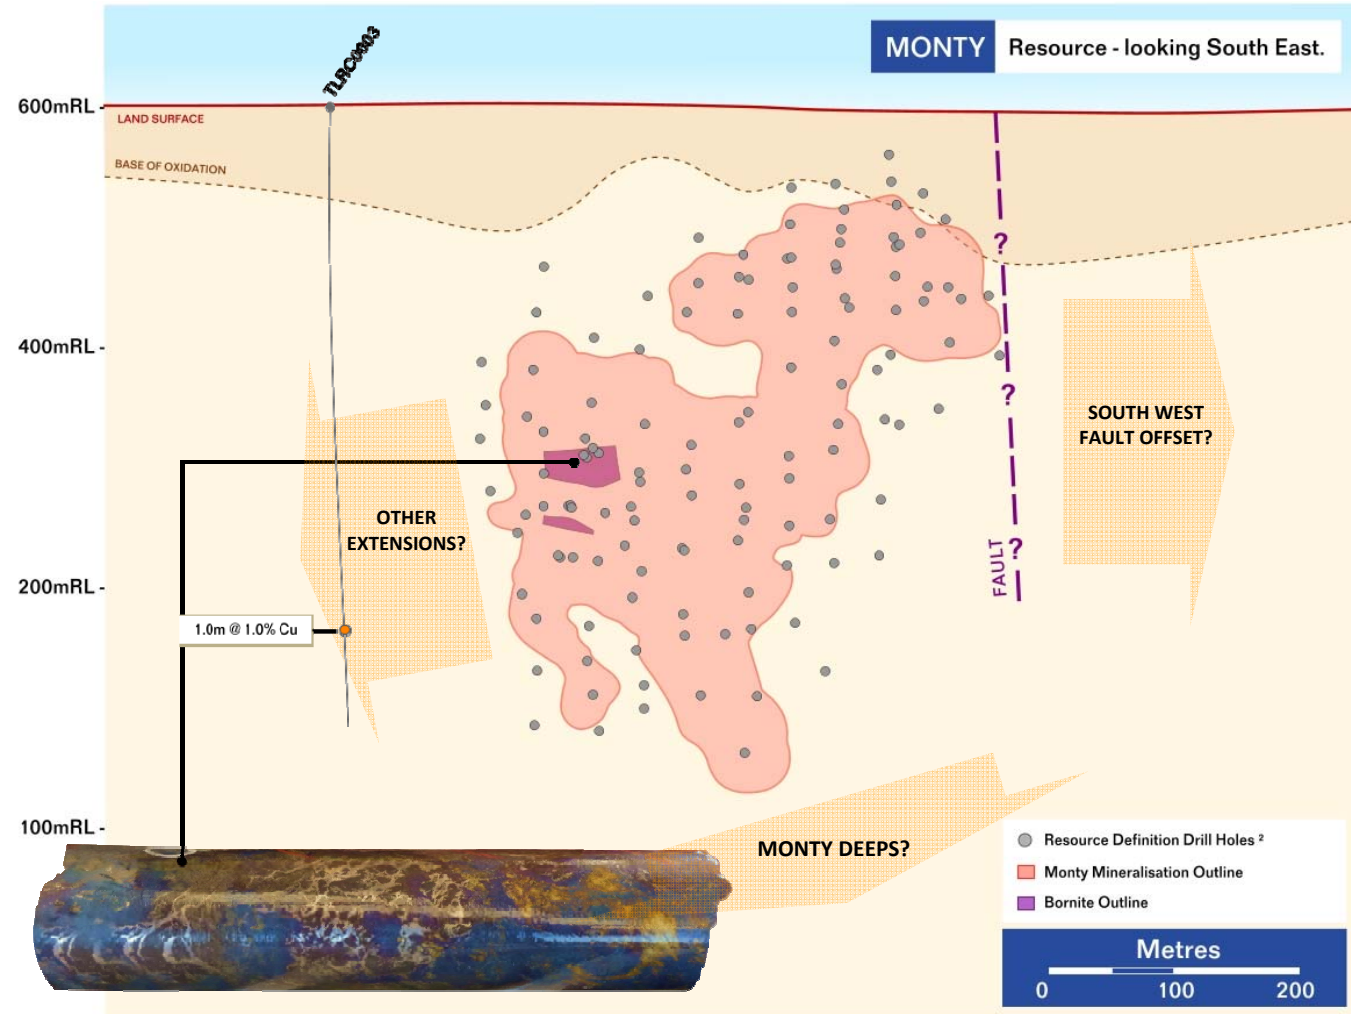 MONTY Resource - looking South East.
TLRC0003
600mRL -
LAND SURFACE
BASE OF OXIDATION
?
400mRL -
?
SOUTH WEST
FAULT OFFSET?
OTHER
EXTENSIONS?
FAULT
?
200mRL -
1.0m @ 1.0% Cu
100mRL -
MONTY DEEPS?
Resource Definition Drill Holes ²
Monty Mineralisation Outline
Bornite Outline
Metres
0 100 200